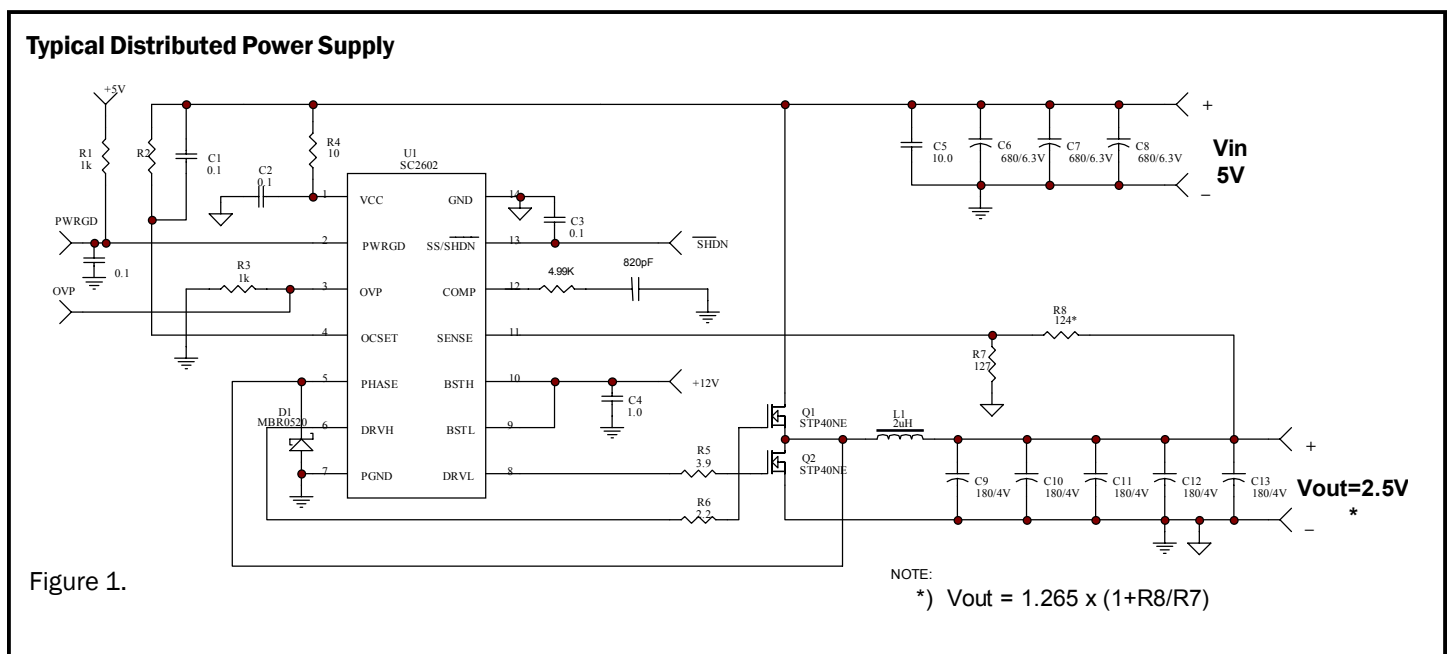 Typical Distributed Power Supply
+5V
R1
1k
R2
C1
0.1
R4
10
C2
0.1
U1
SC2602
PWRGD
0.1
OVP
R3
1k
1
VCC
2
PWRGD
3
OVP
4
OCSET
5
PHASE
6
DRVH
7
PGND
GND
14
SS/SHDN
13
COMP
12
SENSE
11
BSTH
10
BSTL
9
DRVL
8
C3
0.1
SHDN
4.99K
820pF
D1
MBR0520
+12V
C4
1.0
R5
3.9
R6
2.2
C5
10.0
C6
680/6.3V
C7
680/6.3V
C8
680/6.3V
+
Vin
5V
_
R8
124*
R7
127
Q1
STP40NE
Q2
STP40NE
L1
2uH
C9
180/4V
C10
180/4V
C11
180/4V
C12
180/4V
C13
180/4V
+
Vout=2.5V
*
_
Figure 1.
NOTE:
*) Vout = 1.265 x (1+R8/R7)